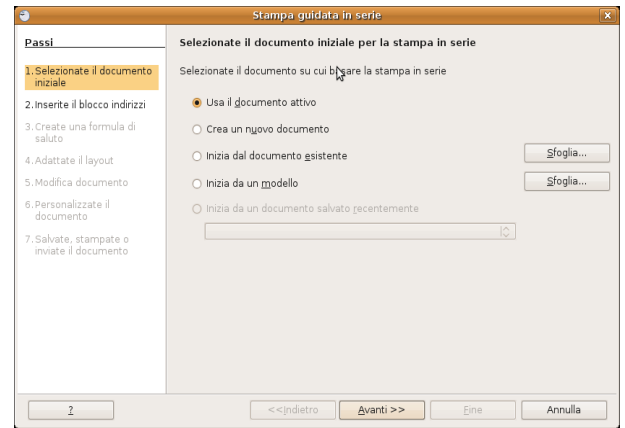 Stampa guidata in serie
Passi
1. Selezionate il documento
iniziale
2. Inserite il blocco indirizzi
3. Create una formula di
saluto
4. Adattate il layout
5. Modifica documento
6. Personalizzate il
documento
7. Salvate, stampate o
inviate il documento
Selezionate il documento iniziale per la stampa in serie
Selezionate il documento su cui basare la stampa in serie
Usa il documento attivo
Crea un nuovo documento
Inizia dal documento esistente
Sfoglia...
Inizia da un modello
Sfoglia...
Inizia da un documento salvato recentemente
?
<<Indietro
Avanti >>
Fine
Annulla